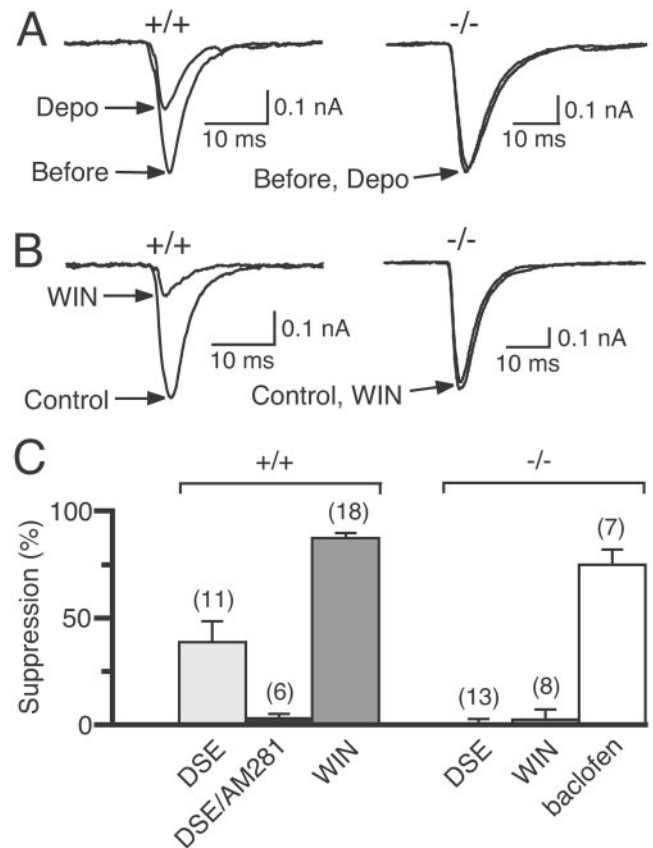 A
+/+
-/-
Depo
0.1 nA
10 ms
0.1 nA
10 ms
Before
Before, Depo
B
+/+
-/-
WIN
0.1 nA
10 ms
0.1 nA
10 ms
Control
Control, WIN
C
+/+
-/-
Suppression (%)
100
50
0
(11)
(6)
(18)
(13)
(8)
(7)
DSE
DSE/AM281
WIN
DSE
WIN
baclofen